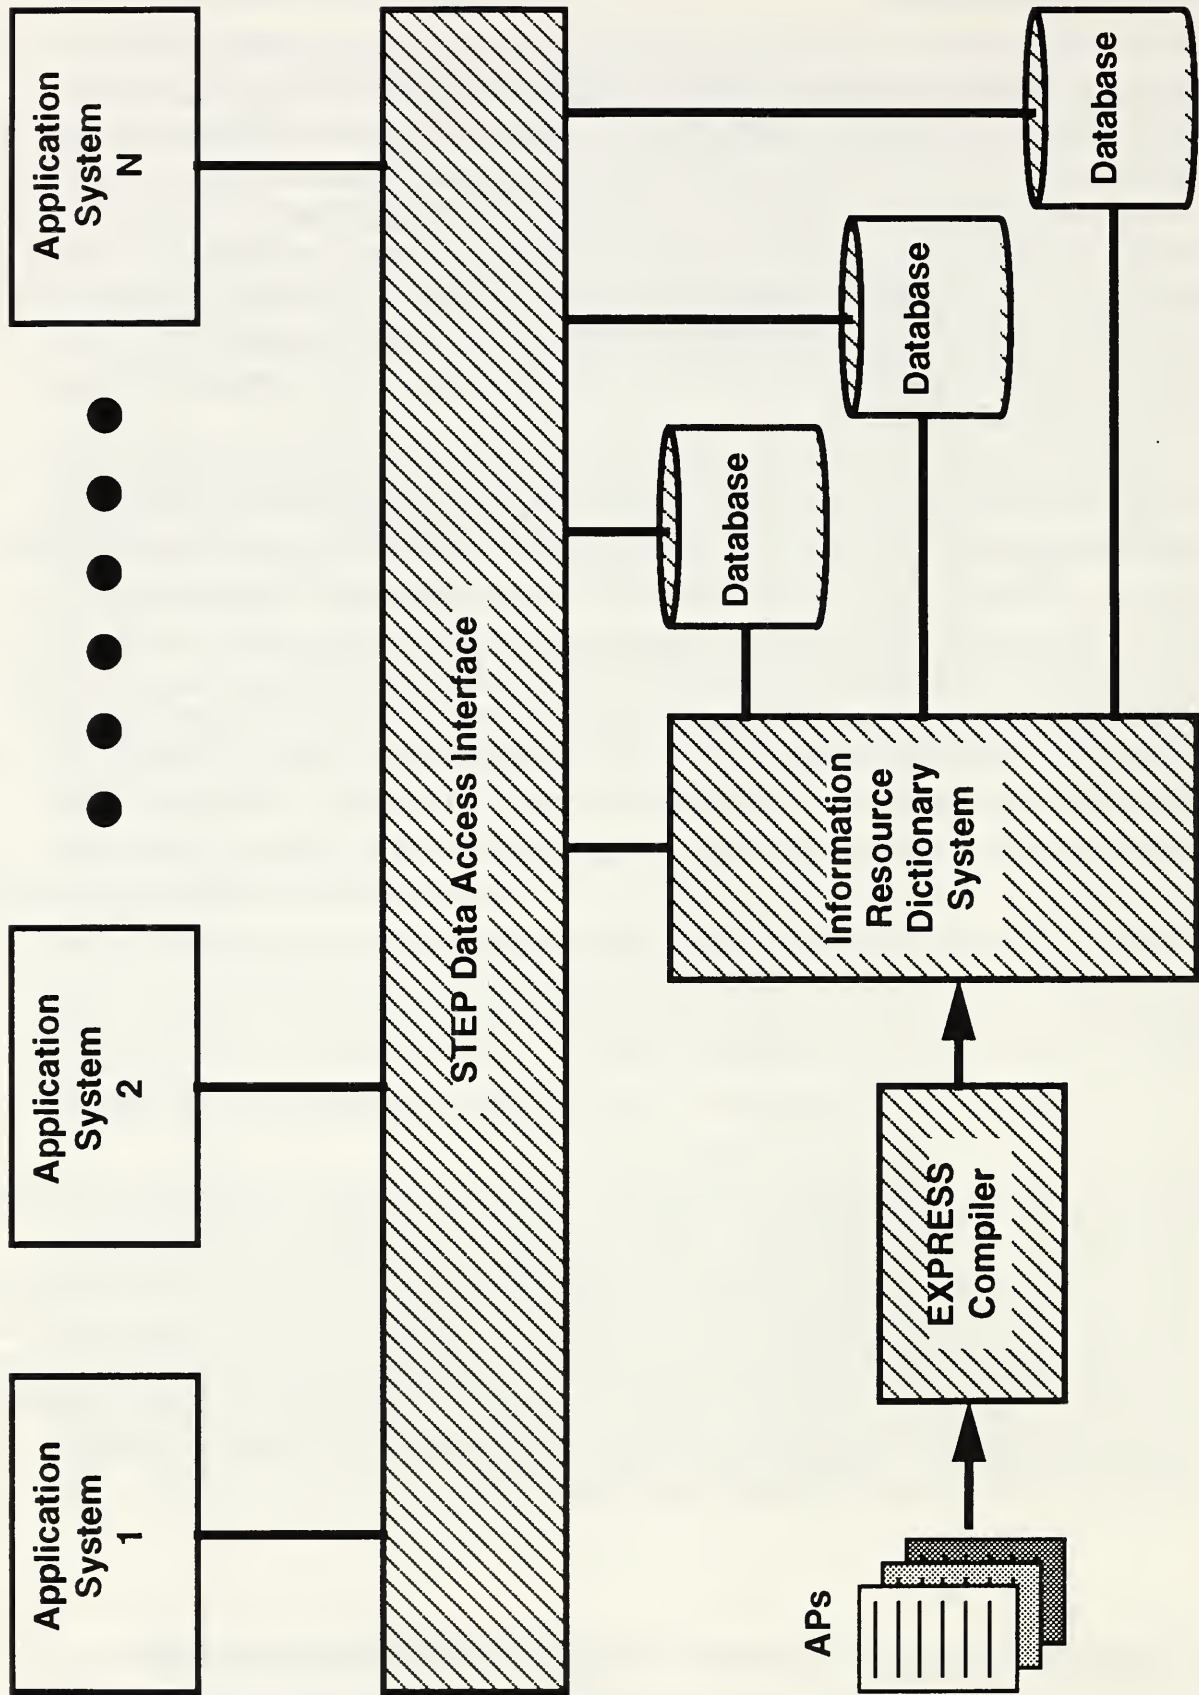 Application
System
1
Application
System
2
Application
System
N
STEP Data Access Interface
APs
EXPRESS
Compiler
Information
Resource
Dictionary
System
Database
Database
Database